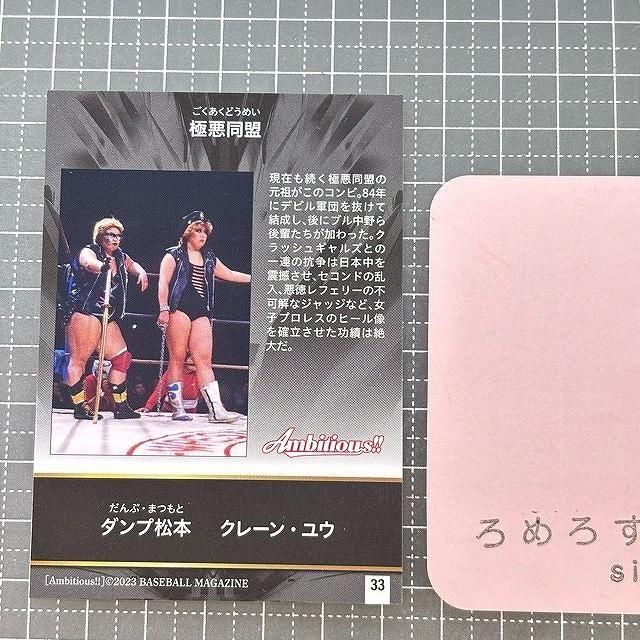 ごくあくどうめい
極悪同盟
現在も続く極悪同盟の
元祖がこのコンビ。84年
にデビル軍団を抜けて
結成し、後にブル中野ら
後輩たちが加わった。ク
ラッシュギャルズとの
一連の抗争は日本中を
震撼させ、セコンドの乱
入、悪徳レフェリーの不
可解なジャッジなど、女
子プロレスのヒール像
を確立させた功績は絶
大だ。
Ambitious!!
だんぷ・まつもと
ダンプ松本 クレーン・ユウ
[Ambitious!!]©2023 BASEBALL MAGAZINE
33
ろめろす
si